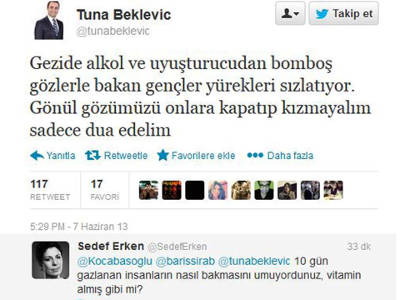 Tuna Beklevic
@tunabeklevic
Takip et
Gezide alkol ve uyuşturucudan bomboş
gözlerle bakan gençler yürekleri sızlatıyor.
Gönül gözümüzü onlara kapatıp kızmayalım
sadece dua edelim
Yanıtla Retweetle Favorilere ekle Daha fazla
117 17
RETWEET FAVORİ
5:29 PM - 7 Haziran 13
Sedef Erken @SedefErken 33 dk
@Kocabasoglu @barissirab @tunabeklevic 10 gün
gazlanan insanların nasıl bakmasını umuyordunuz, vitamin
almış gibi mi?